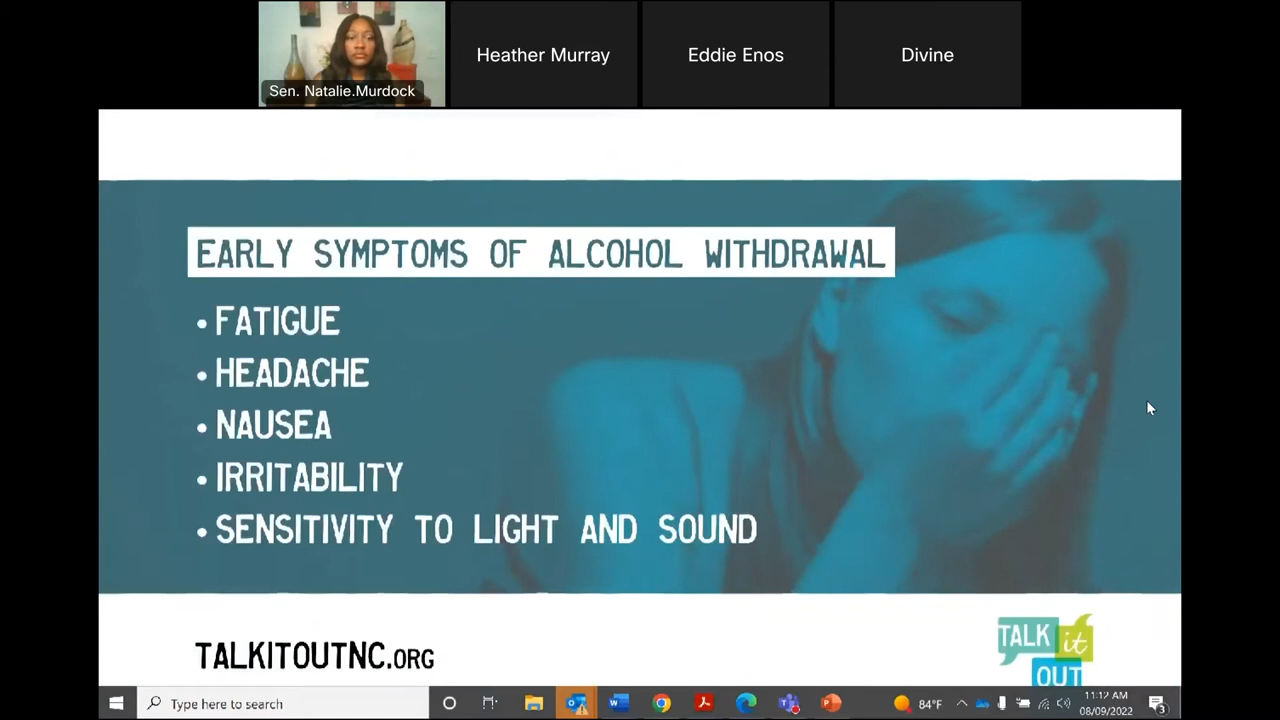 Sen. Natalie.Murdock
Heather Murray
Eddie Enos
Divine
EARLY SYMPTOMS OF ALCOHOL WITHDRAWAL
• FATIGUE
• HEADACHE
• NAUSEA
• IRRITABILITY
• SENSITIVITY TO LIGHT AND SOUND
TALKITOUTNC.ORG
TALK it
OUT
Type here to search
84°F
11:12 AM
08/09/2022
3